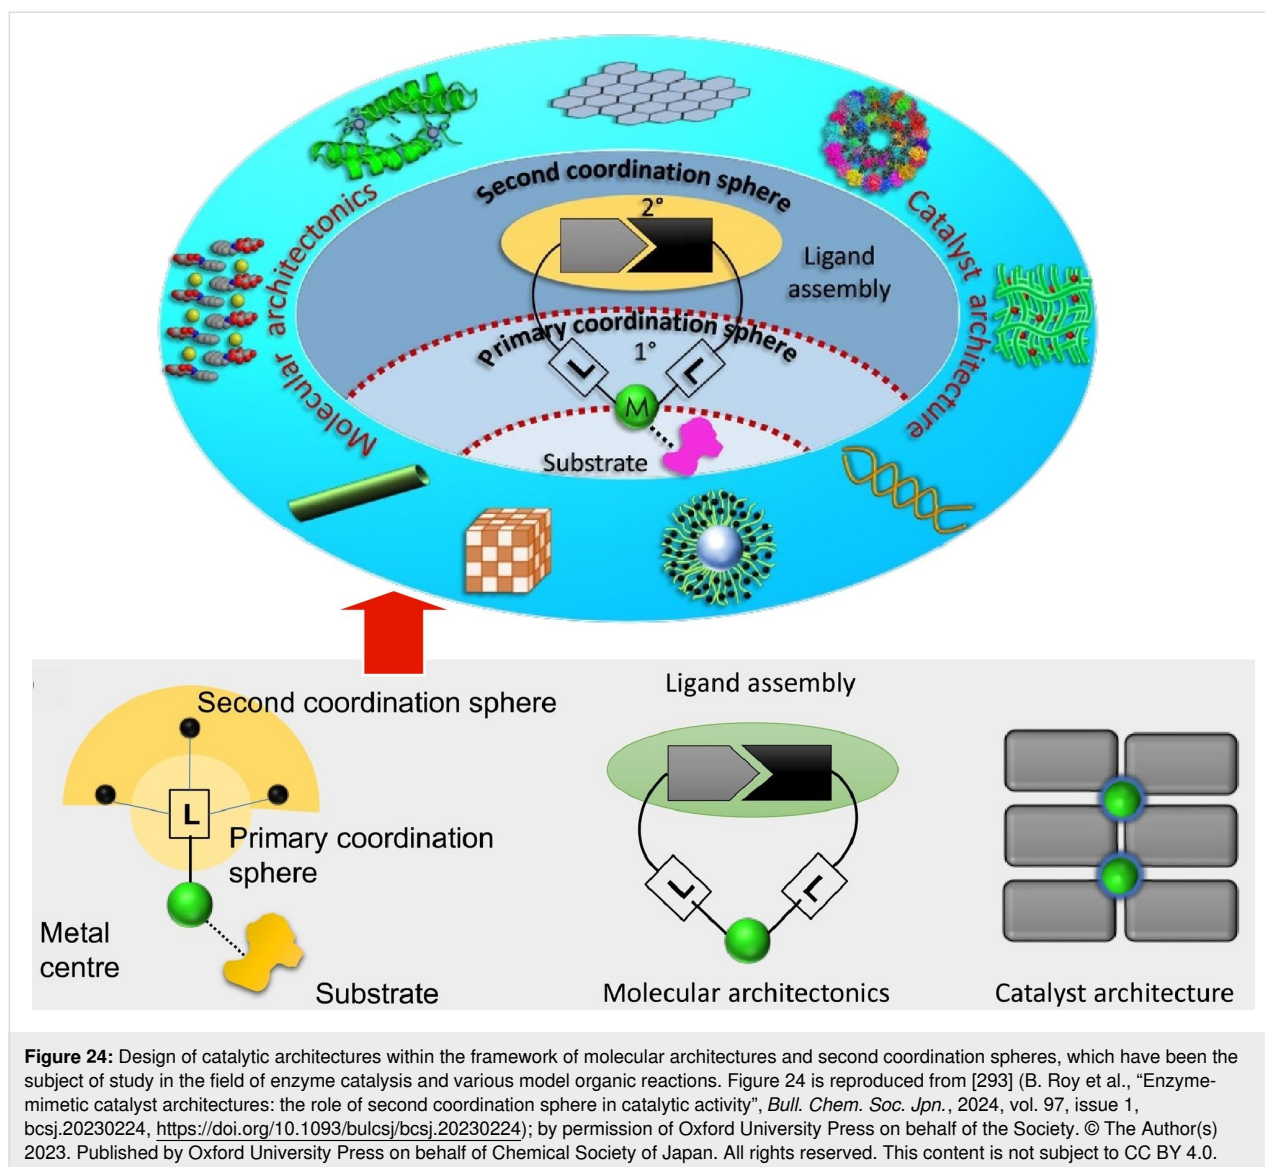 Second coordination sphere
2°
Ligand
assembly
Molecular architectonics
Catalyst architecture
Primary coordination sphere
1°
L
L
M
Substrate
Second coordination sphere
L
Primary coordination
sphere
Metal
centre
Substrate
Ligand assembly
L
L
Molecular architectonics
Catalyst architecture
Figure 24: Design of catalytic architectures within the framework of molecular architectures and second coordination spheres, which have been the
subject of study in the field of enzyme catalysis and various model organic reactions. Figure 24 is reproduced from [293] (B. Roy et al., “Enzyme-
mimetic catalyst architectures: the role of second coordination sphere in catalytic activity”, Bull. Chem. Soc. Jpn., 2024, vol. 97, issue 1,
bcsj.20230224, https://doi.org/10.1093/bulcsj/bcsj.20230224); by permission of Oxford University Press on behalf of the Society. © The Author(s)
2023. Published by Oxford University Press on behalf of Chemical Society of Japan. All rights reserved. This content is not subject to CC BY 4.0.